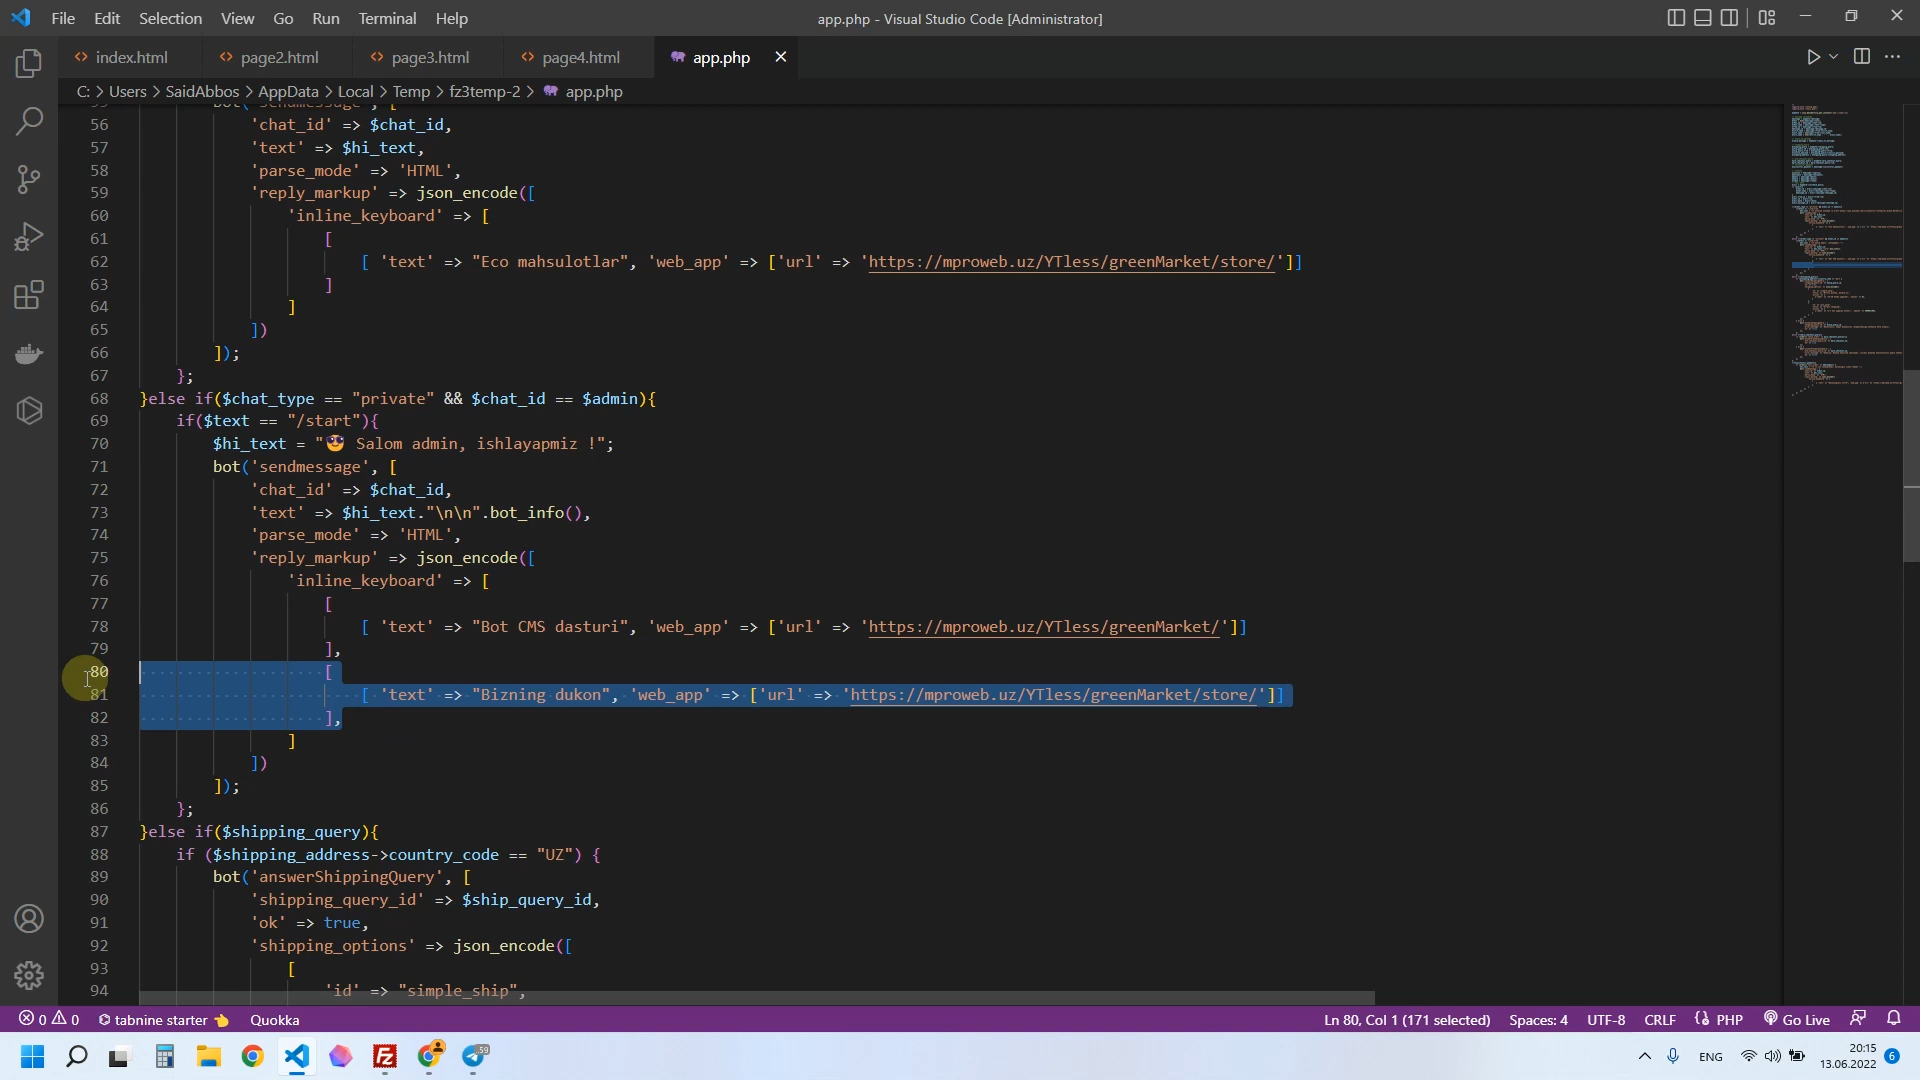 File Edit Selection View Go Run Terminal Help
app.php - Visual Studio Code [Administrator]
index.html page2.html page3.html page4.html app.php
C: > Users > SaidAbbos > AppData > Local > Temp > fz3temp-2 > app.php
56 'chat_id' => $chat_id,
57 'text' => $hi_text,
58 'parse_mode' => 'HTML',
59 'reply_markup' => json_encode([
60 'inline_keyboard' => [
61 [
62 [ 'text' => "Eco mahsulotlar", 'web_app' => ['url' => 'https://mproweb.uz/YTless/greenMarket/store/']]
63 ]
64 ]
65 ])
66 ]);
67 };
68 }else if($chat_type == "private" && $chat_id == $admin){
69 if($text == "/start"){
70 $hi_text = "😎 Salom admin, ishlayapmiz !";
71 bot('sendmessage', [
72 'chat_id' => $chat_id,
73 'text' => $hi_text."\n\n".bot_info(),
74 'parse_mode' => 'HTML',
75 'reply_markup' => json_encode([
76 'inline_keyboard' => [
77 [
78 [ 'text' => "Bot CMS dasturi", 'web_app' => ['url' => 'https://mproweb.uz/YTless/greenMarket/']]
79 ],
80 [
81 [ 'text' => "Bizning dukon", 'web_app' => ['url' => 'https://mproweb.uz/YTless/greenMarket/store/']]
82 ],
83 ]
84 ])
85 ]);
86 };
87 }else if($shipping_query){
88 if ($shipping_address->country_code == "UZ") {
89 bot('answerShippingQuery', [
90 'shipping_query_id' => $ship_query_id,
91 'ok' => true,
92 'shipping_options' => json_encode([
93 [
94 'id' => "simple_ship",
0 0 tabnine starter Quokka
Ln 80, Col 1 (171 selected) Spaces: 4 UTF-8 CRLF PHP Go Live
59 ENG 20:15 6
13.06.2022